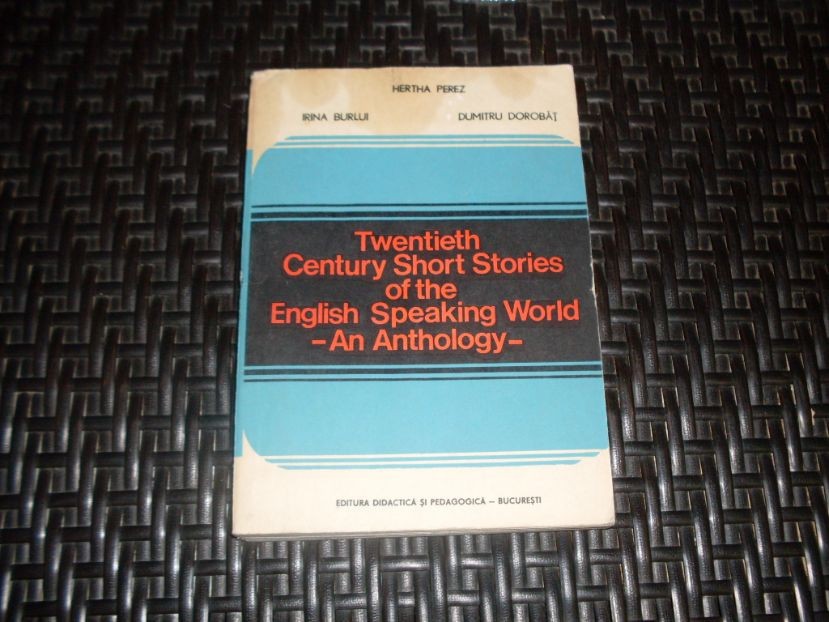 HERTHA PEREZ
IRINA BURLUI DUMITRU DOROBĂȚ
Twentieth
Century Short Stories
of the
English Speaking World
– An Anthology –
EDITURA DIDACTICĂ ȘI PEDAGOGICĂ – BUCUREȘTI